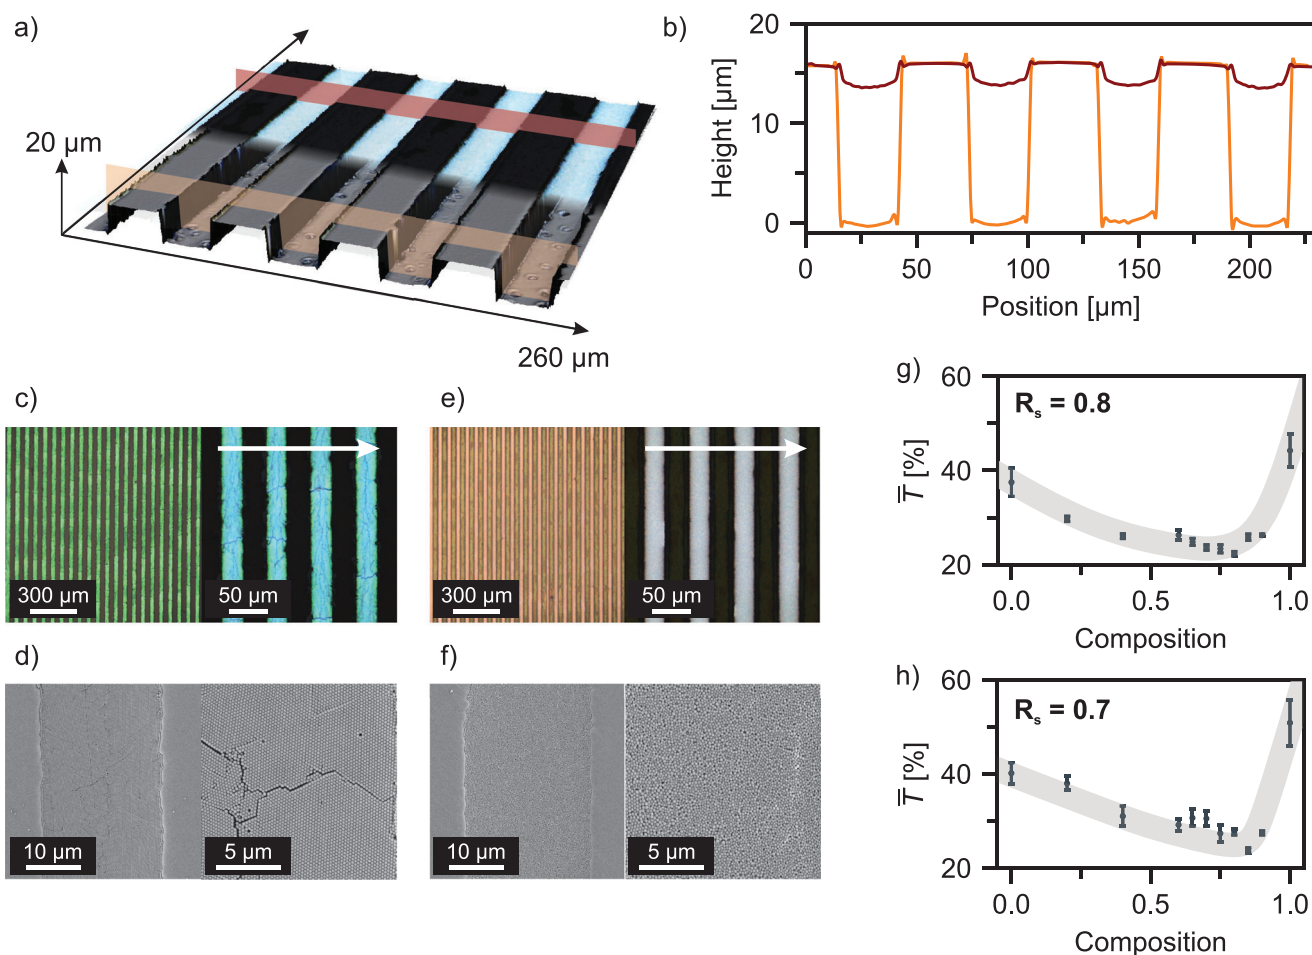 a)
20 µm
260 µm
b)
20
10
0
Height [µm]
0
50
100
150
200
Position [µm]
c)
300 µm
50 µm
d)
10 µm
5 µm
e)
300 µm
50 µm
f)
10 µm
5 µm
g)
60
40
20
T̅ [%]
R_s = 0.8
0.0
0.5
1.0
Composition
h)
60
40
20
T̅ [%]
R_s = 0.7
0.0
0.5
1.0
Composition